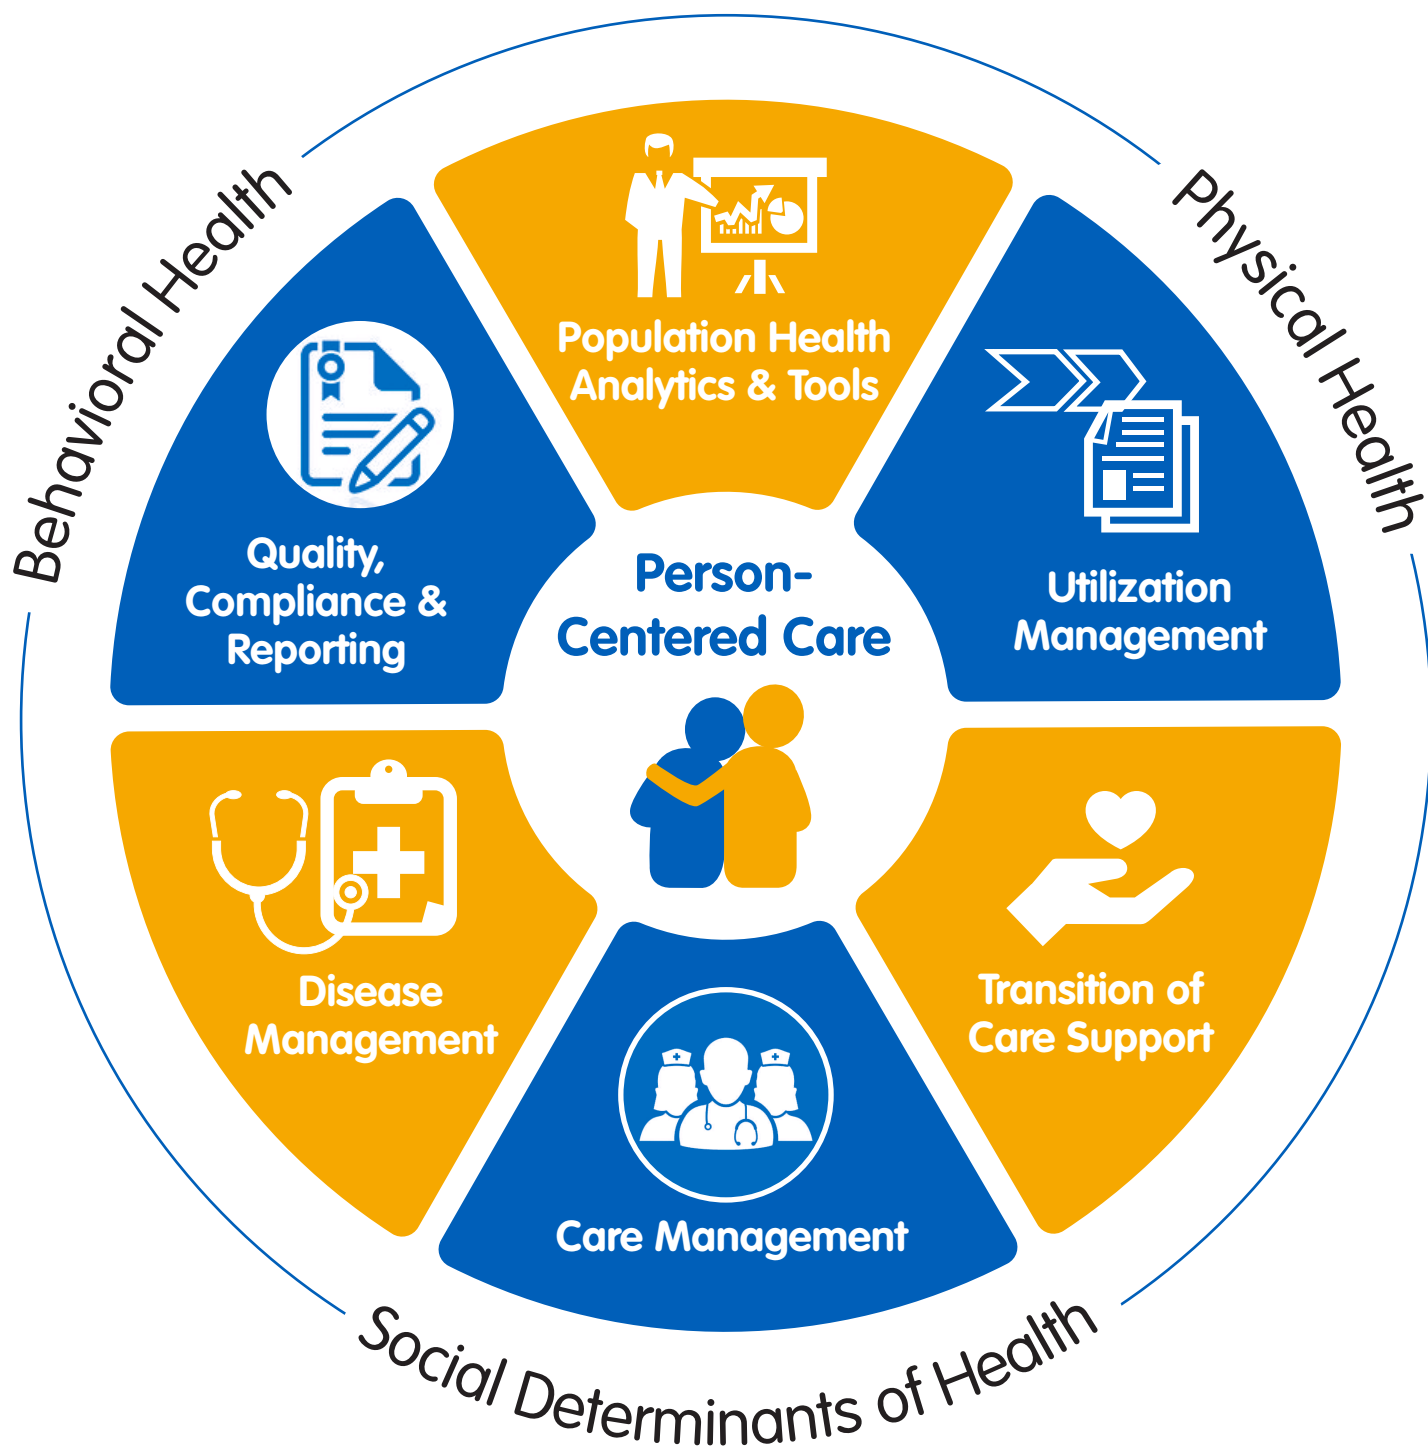 Behavioral Health
Physical Health
Population Health
Analytics & Tools
Quality,
Compliance &
Reporting
Utilization
Management
Person-
Centered Care
Disease
Management
Transition of
Care Support
Care Management
Social Determinants of Health